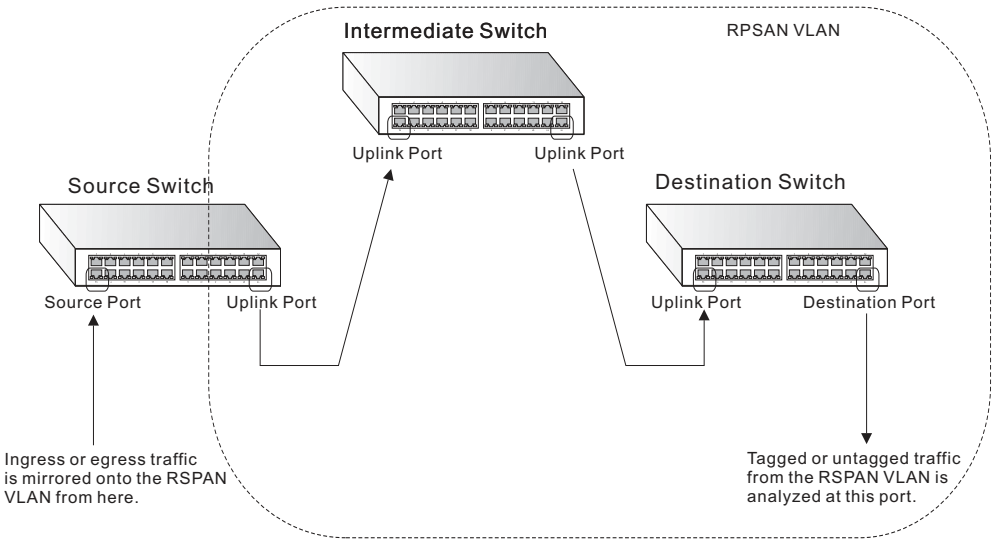 Intermediate Switch
RPSAN VLAN
Uplink Port
Uplink Port
Source Switch
Destination Switch
Source Port
Uplink Port
Uplink Port
Destination Port
Ingress or egress traffic
is mirrored onto the RSPAN
VLAN from here.
Tagged or untagged traffic
from the RSPAN VLAN is
analyzed at this port.